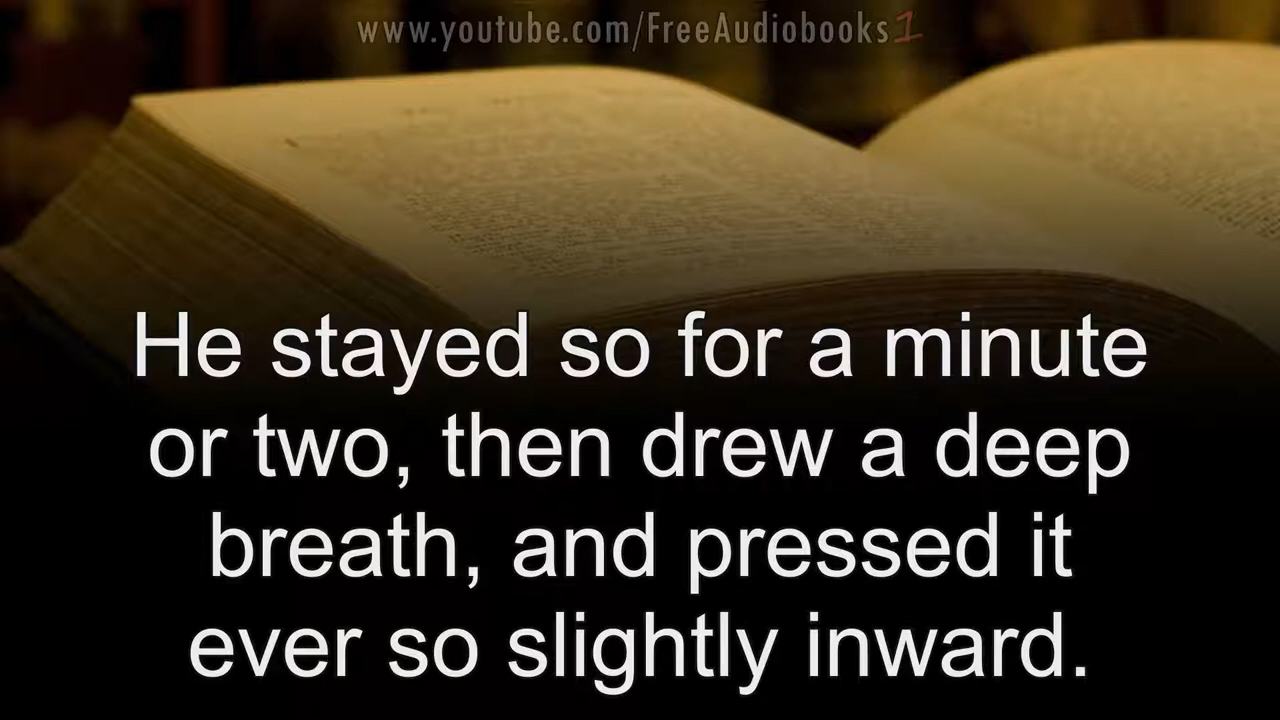 www.youtube.com/FreeAudiobooks1
He stayed so for a minute
or two, then drew a deep
breath, and pressed it
ever so slightly inward.